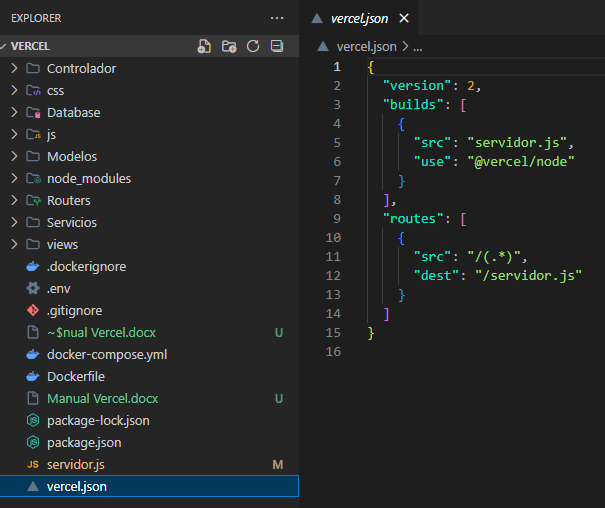 EXPLORER
VERCEL
Controlador
css
Database
js
Modelos
node_modules
Routers
Servicios
views
.dockerignore
.env
.gitignore
~$nual Vercel.docx U
docker-compose.yml
Dockerfile
Manual Vercel.docx U
package-lock.json
package.json
JS servidor.js M
vercel.json
vercel.json
vercel.json > ...
1 {
2 "version": 2,
3 "builds": [
4 {
5 "src": "servidor.js",
6 "use": "@vercel/node"
7 }
8 ],
9 "routes": [
10 {
11 "src": "/(.*)",
12 "dest": "/servidor.js"
13 }
14 ]
15 }
16